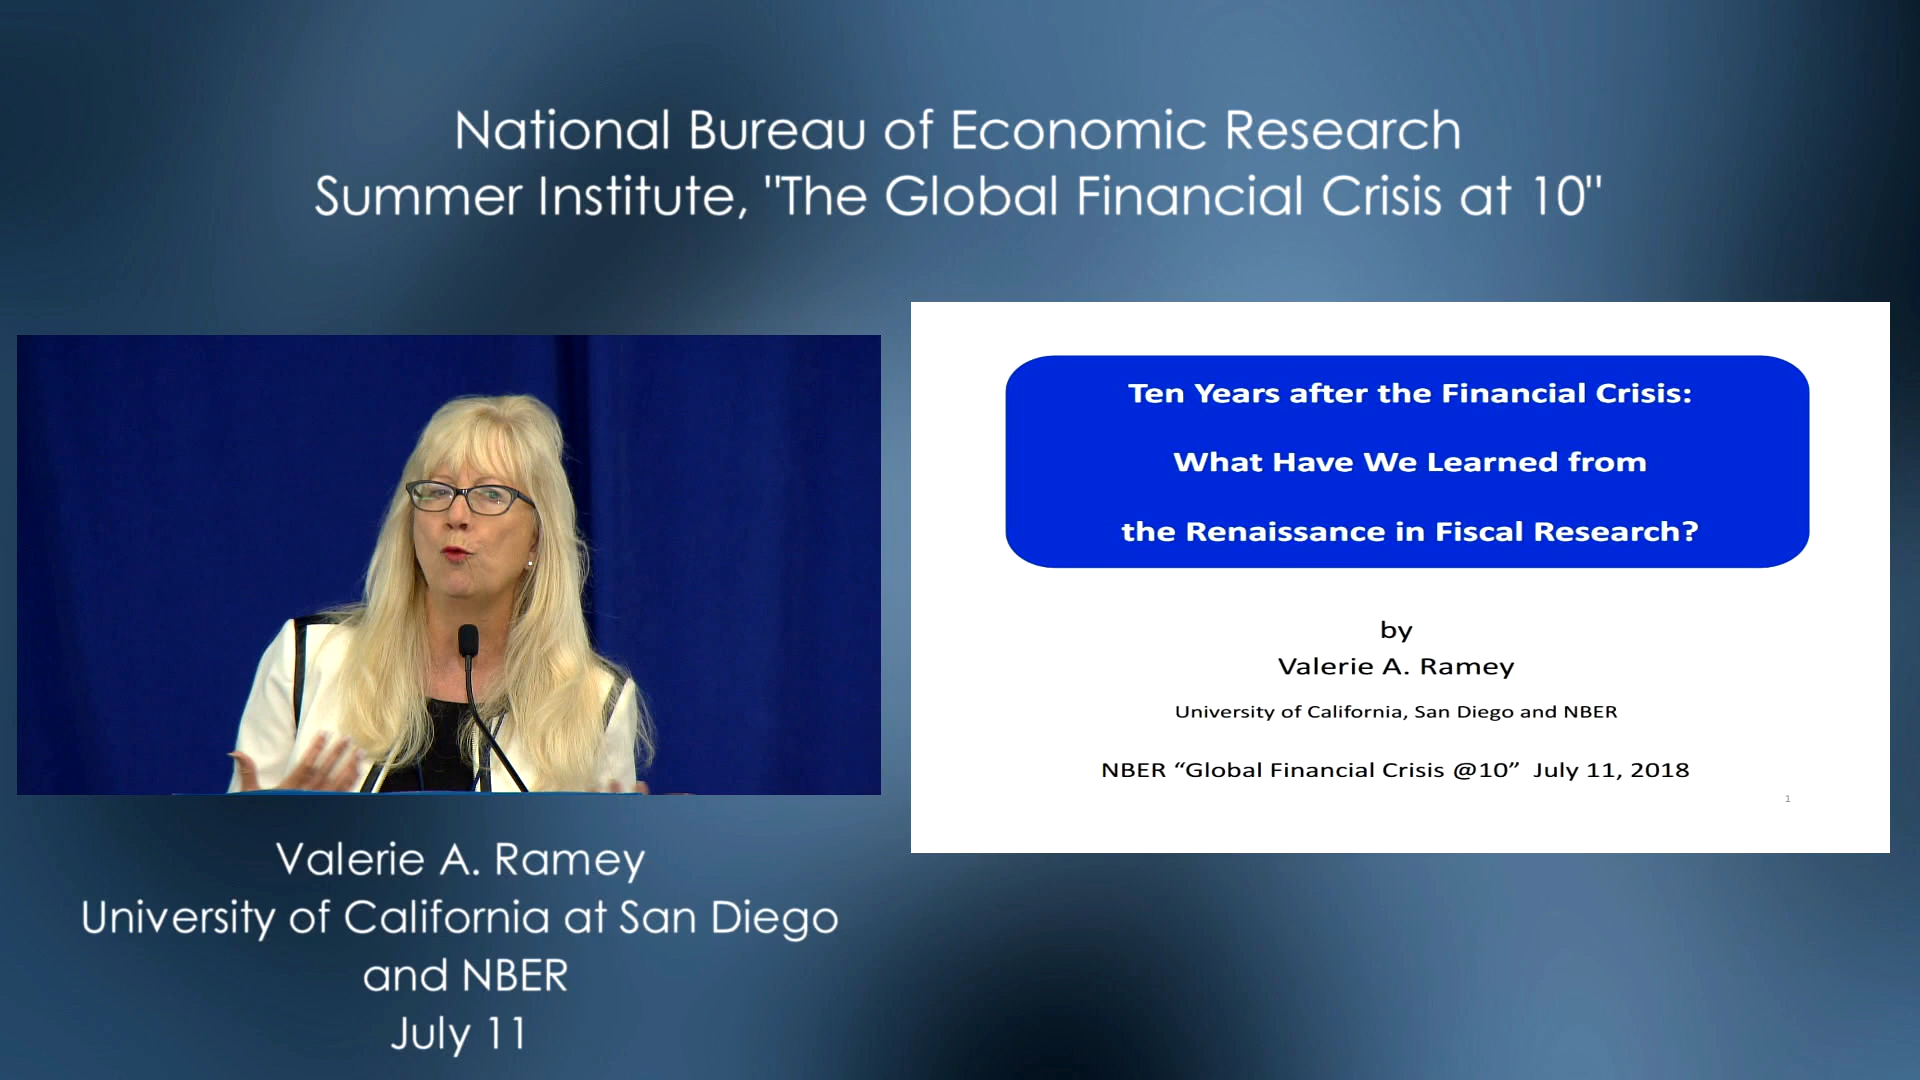 National Bureau of Economic Research
Summer Institute, "The Global Financial Crisis at 10"
Ten Years after the Financial Crisis:
What Have We Learned from
the Renaissance in Fiscal Research?
by
Valerie A. Ramey
University of California, San Diego and NBER
NBER “Global Financial Crisis @10”  July 11, 2018
1
Valerie A. Ramey
University of California at San Diego
and NBER
July 11